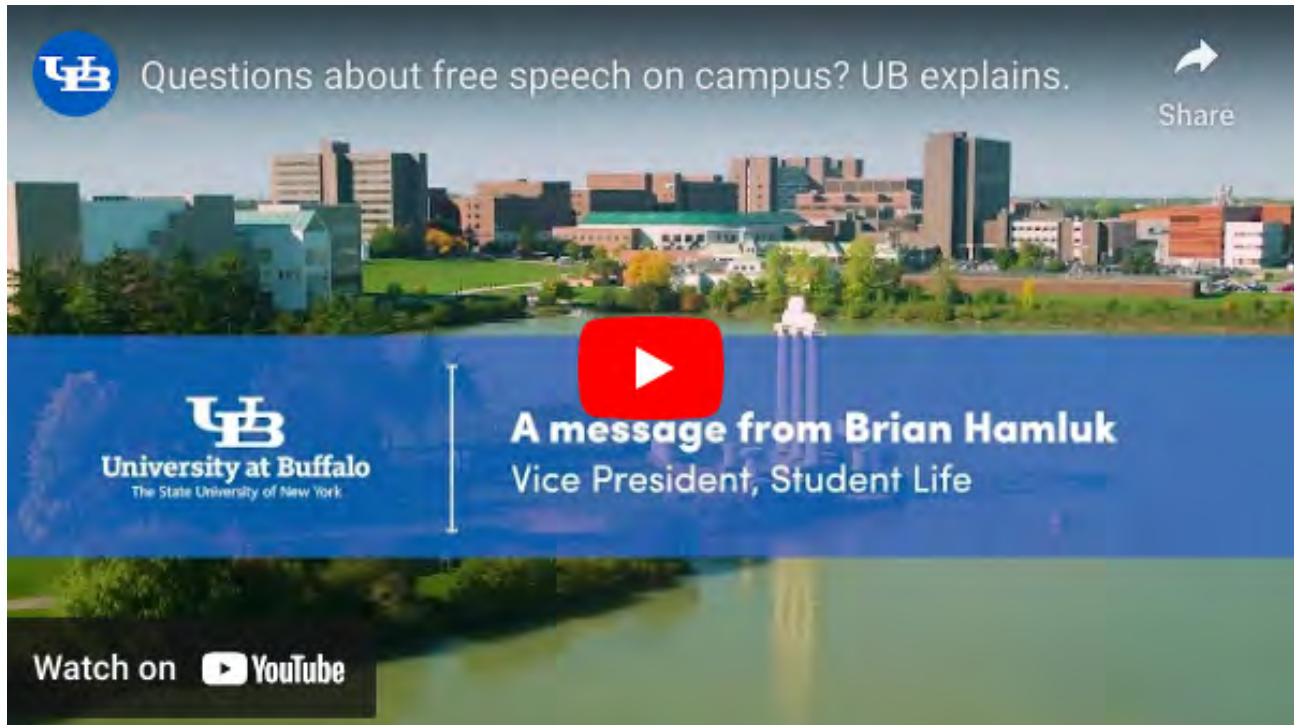 UB
Questions about free speech on campus? UB explains.
Share
UB
University at Buffalo
The State University of New York
A message from Brian Hamluk
Vice President, Student Life
Watch on YouTube